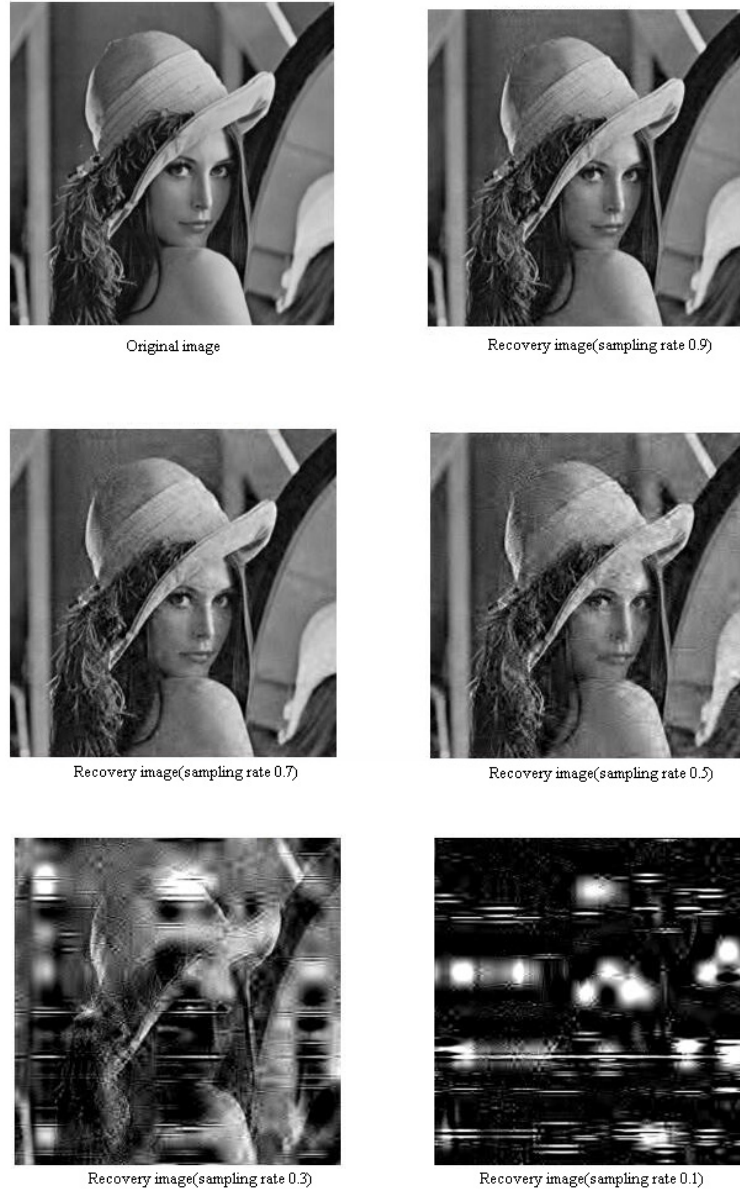 Original image
Recovery image(sampling rate 0.9)
Recovery image(sampling rate 0.7)
Recovery image(sampling rate 0.5)
Recovery image(sampling rate 0.3)
Recovery image(sampling rate 0.1)